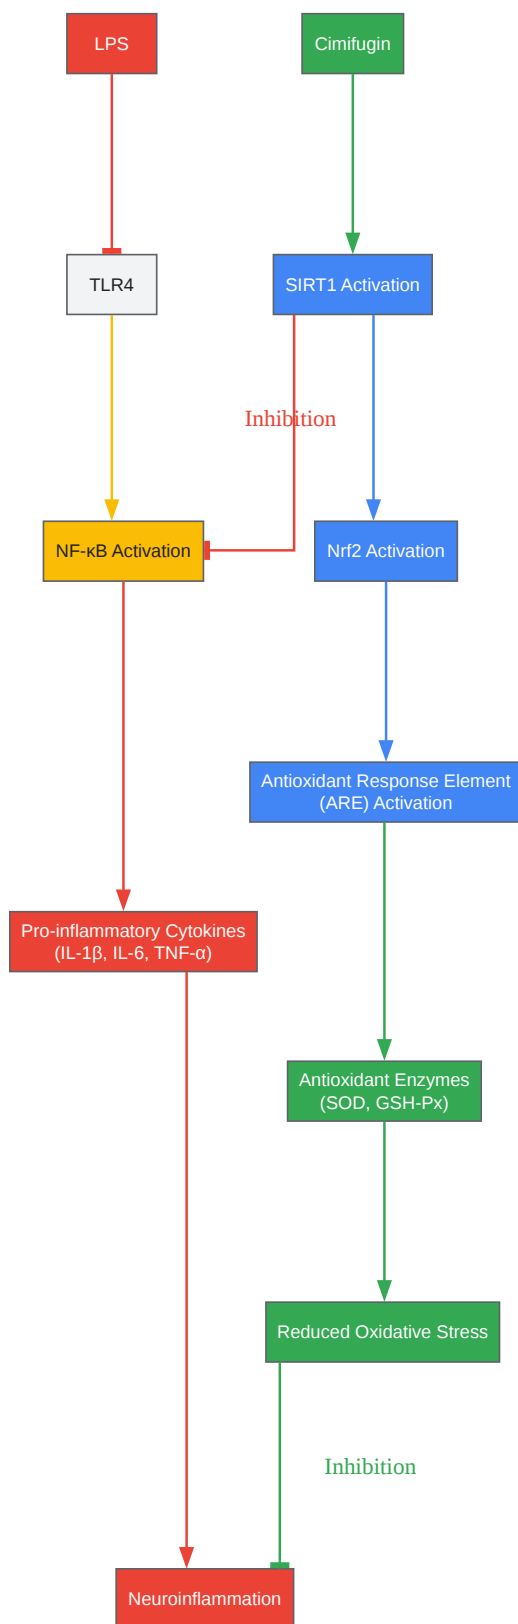 LPS
Cimifugin
TLR4
SIRT1 Activation
Inhibition
NF-κB Activation
Nrf2 Activation
Antioxidant Response Element
(ARE) Activation
Pro-inflammatory Cytokines
(IL-1β, IL-6, TNF-α)
Antioxidant Enzymes
(SOD, GSH-Px)
Reduced Oxidative Stress
Inhibition
Neuroinflammation